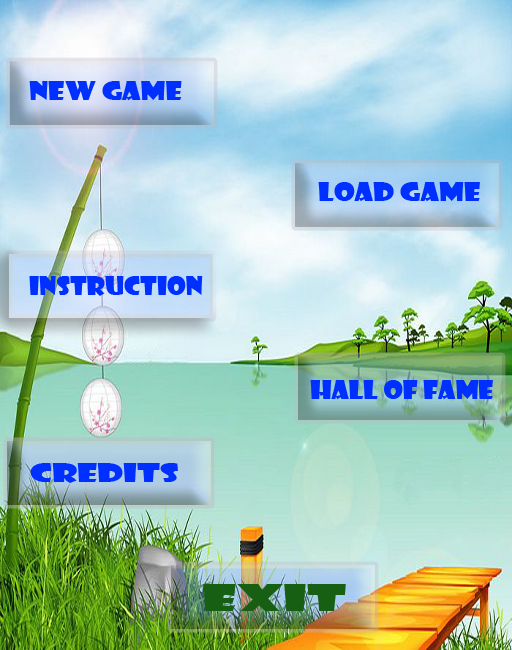 NEW GAME
LOAD GAME
INSTRUCTION
HALL OF FAME
CREDITS
EXIT